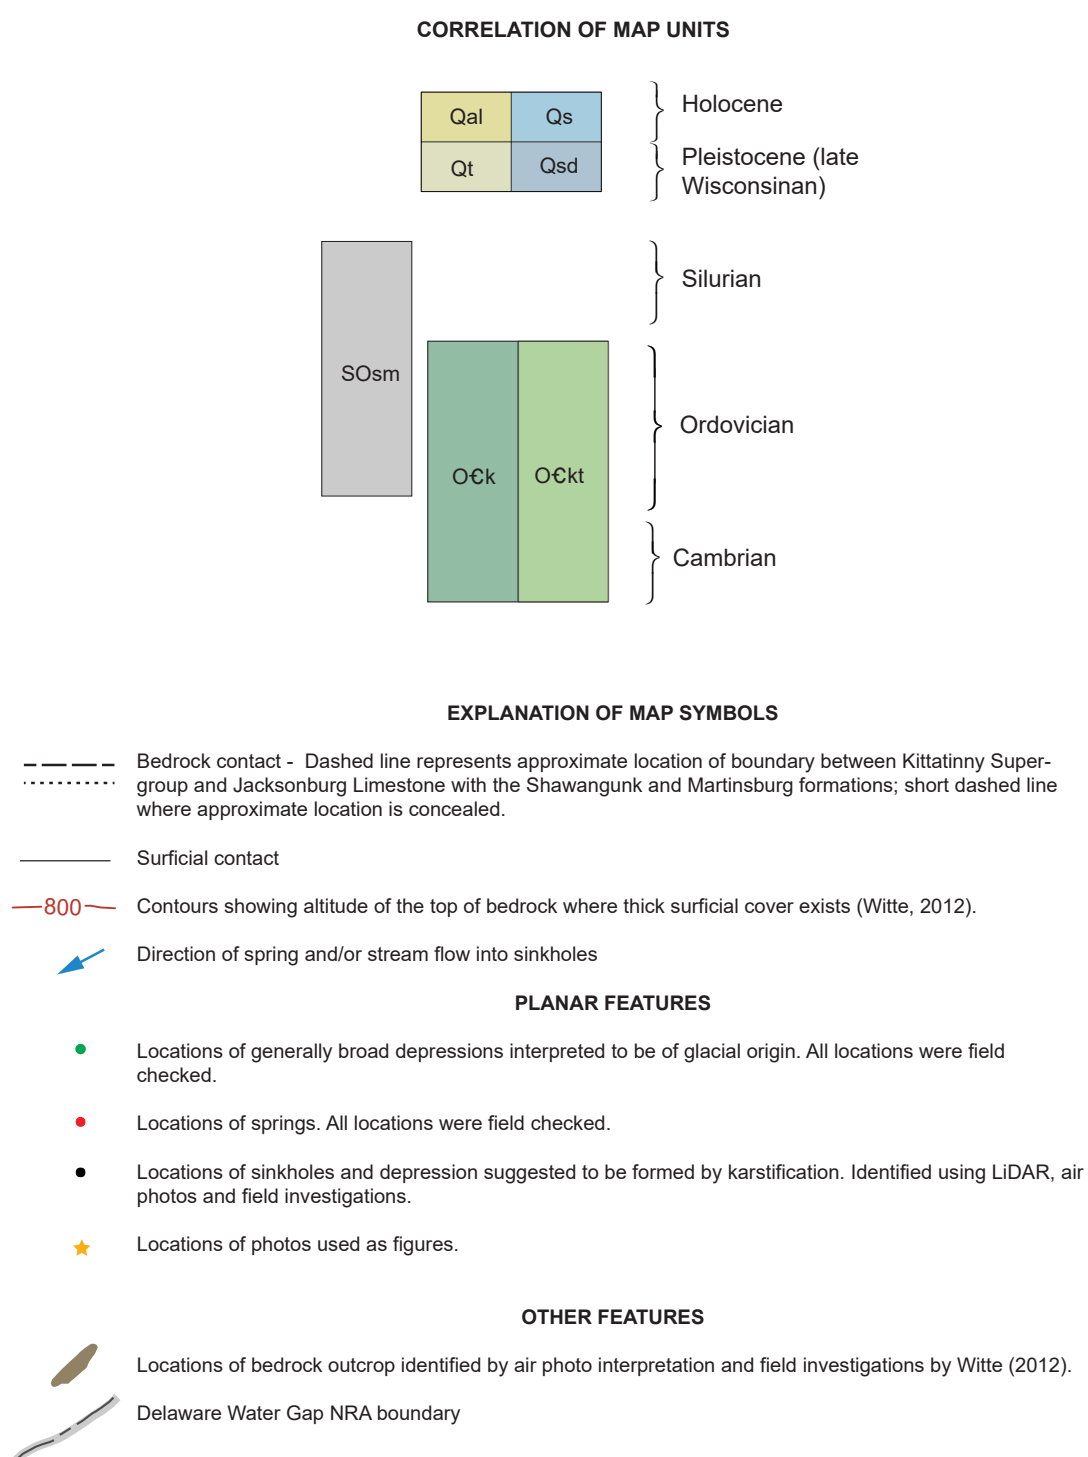 CORRELATION OF MAP UNITS
Qal
Qs
Holocene
Qt
Qsd
Pleistocene (late
Wisconsinan)
Silurian
SOsm
Ordovician
O€k
O€kt
Cambrian
EXPLANATION OF MAP SYMBOLS
Bedrock contact - Dashed line represents approximate location of boundary between Kittatinny Super-
group and Jacksonburg Limestone with the Shawangunk and Martinsburg formations; short dashed line
where approximate location is concealed.
Surficial contact
800
Contours showing altitude of the top of bedrock where thick surficial cover exists (Witte, 2012).
Direction of spring and/or stream flow into sinkholes
PLANAR FEATURES
Locations of generally broad depressions interpreted to be of glacial origin. All locations were field
checked.
Locations of springs. All locations were field checked.
Locations of sinkholes and depression suggested to be formed by karstification. Identified using LiDAR, air
photos and field investigations.
Locations of photos used as figures.
OTHER FEATURES
Locations of bedrock outcrop identified by air photo interpretation and field investigations by Witte (2012).
Delaware Water Gap NRA boundary